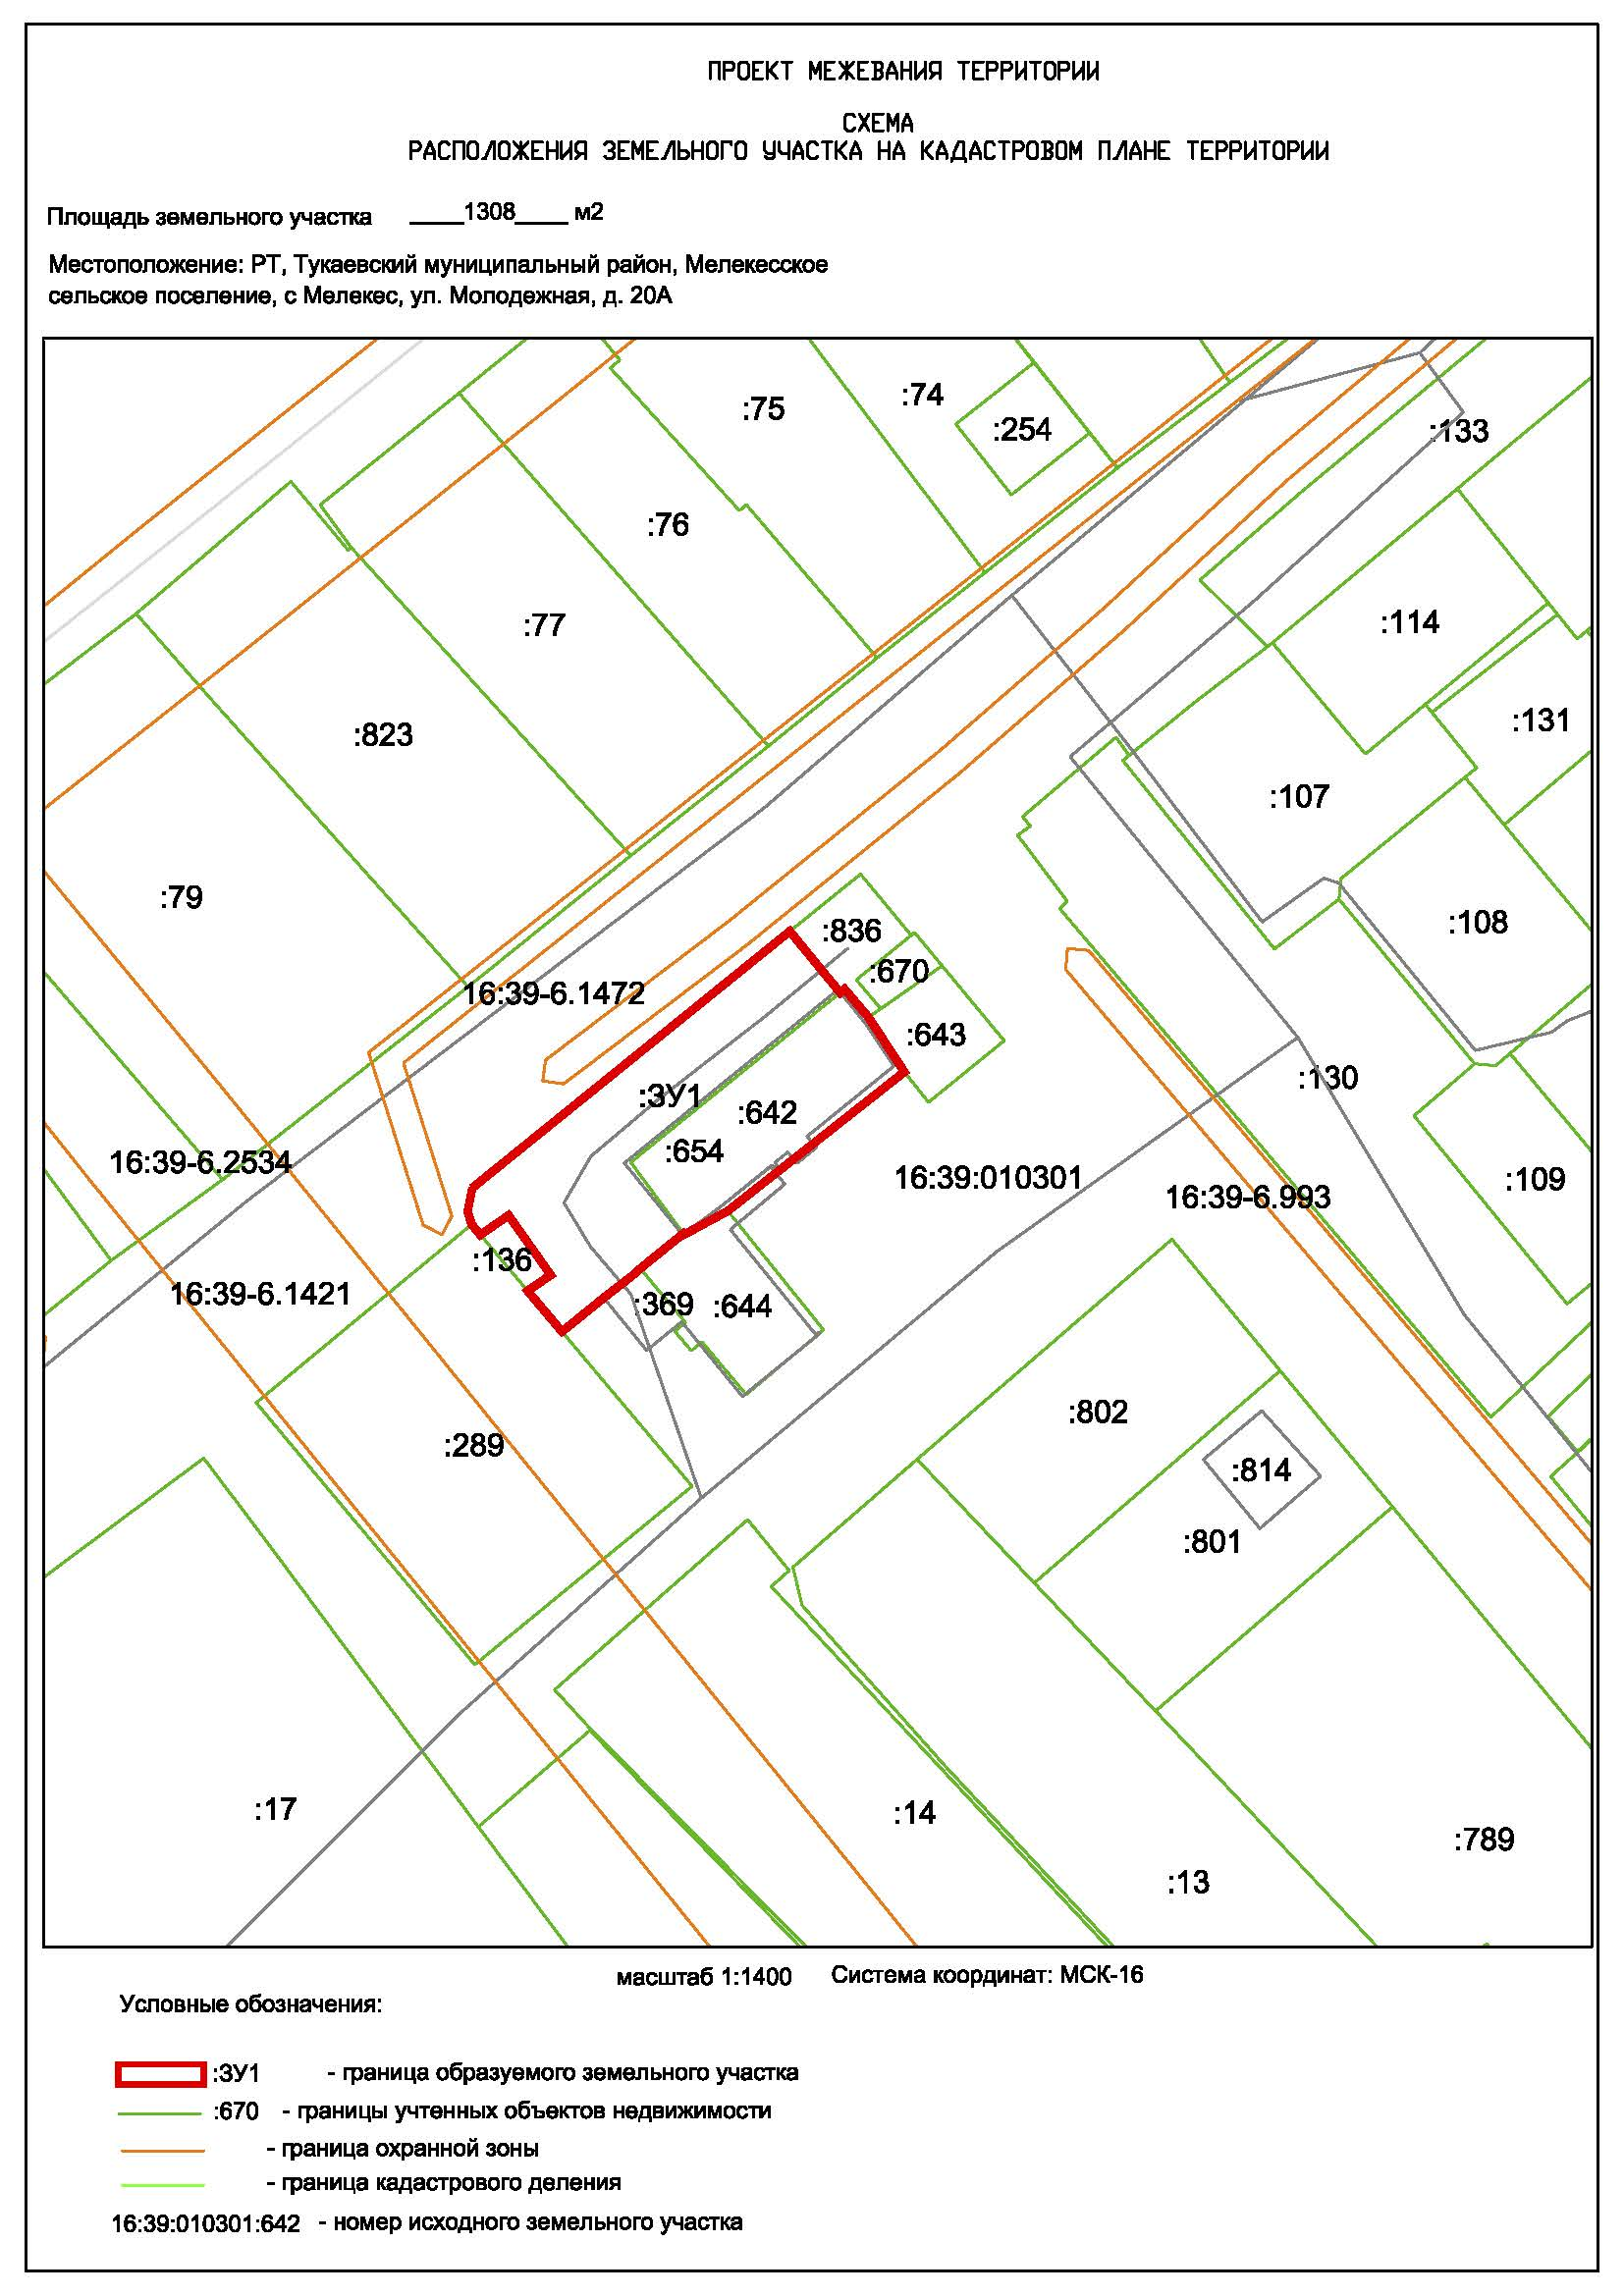 ПРОЕКТ МЕЖЕВАНИЯ ТЕРРИТОРИИ
СХЕМА
РАСПОЛОЖЕНИЯ ЗЕМЕЛЬНОГО УЧАСТКА НА КАДАСТРОВОМ ПЛАНЕ ТЕРРИТОРИИ
Площадь земельного участка ____1308____ м2
Местоположение: РТ, Тукаевский муниципальный район, Мелекесское
сельское поселение, с Мелекес, ул. Молодежная, д. 20А
:74
:75
:254
:133
:76
:77
:114
:131
:823
:107
:79
:836
:108
:670
16:39-6.1472
:643
:130
:ЗУ1
:642
:654
16:39-6.2534
16:39:010301
:109
16:39-6.993
:136
16:39-6.1421
:369
:644
:802
:289
:814
:801
:17
:14
:789
:13
масштаб 1:1400
Система координат: МСК-16
Условные обозначения:
:ЗУ1 - граница образуемого земельного участка
:670 - границы учтенных объектов недвижимости
- граница охранной зоны
- граница кадастрового деления
16:39:010301:642 - номер исходного земельного участка